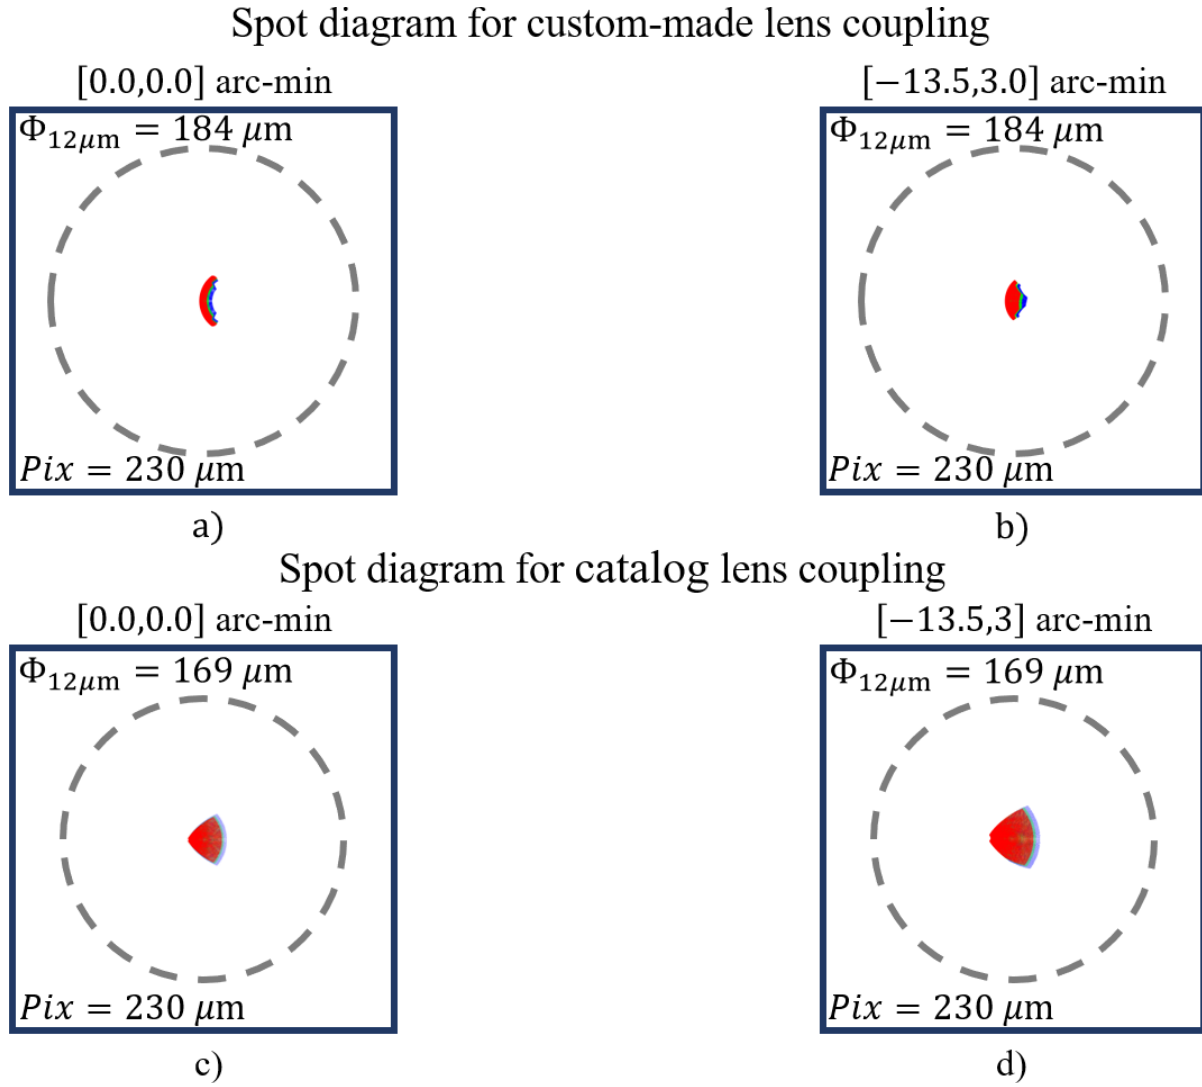 Spot diagram for custom-made lens coupling
[0.0,0.0] arc-min [−13.5,3.0] arc-min
Φ12μm = 184 μm Φ12μm = 184 μm
Pix = 230 μm Pix = 230 μm
a) b)
Spot diagram for catalog lens coupling
[0.0,0.0] arc-min [−13.5,3] arc-min
Φ12μm = 169 μm Φ12μm = 169 μm
Pix = 230 μm Pix = 230 μm
c) d)